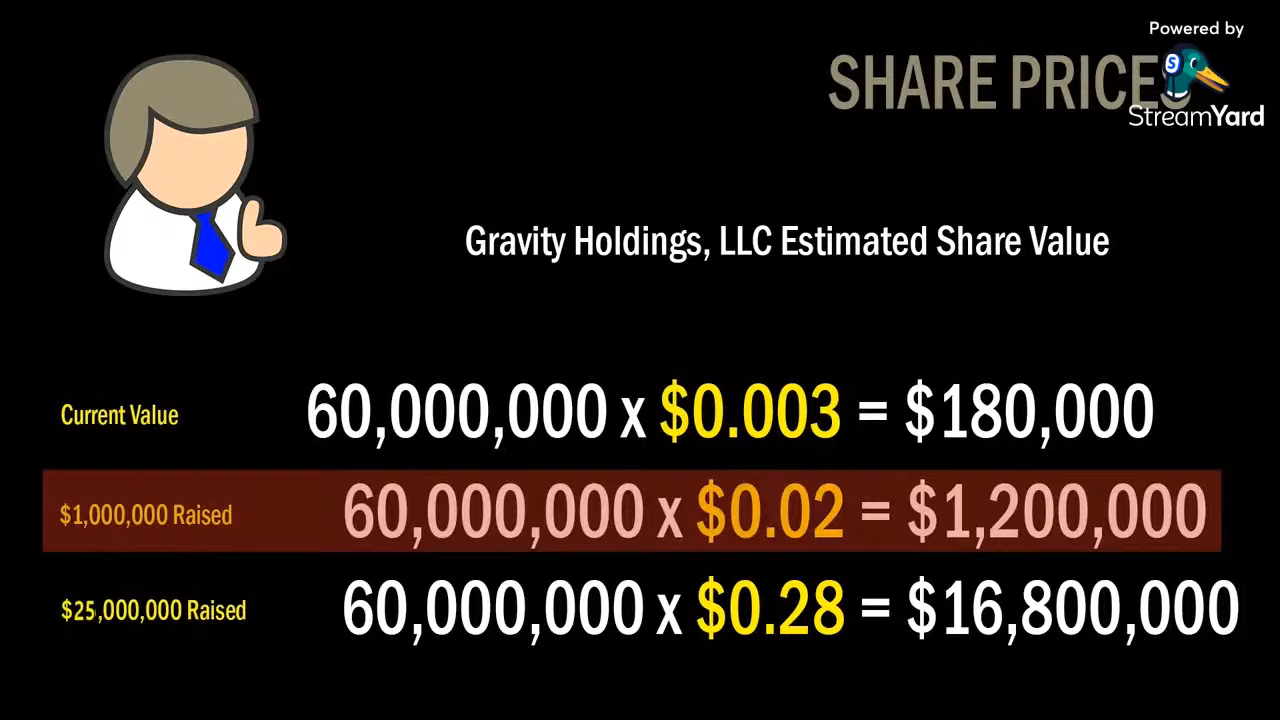 Powered by
SHARE PRICES
StreamYard
Gravity Holdings, LLC Estimated Share Value
Current Value 60,000,000 x $0.003 = $180,000
$1,000,000 Raised 60,000,000 x $0.02 = $1,200,000
$25,000,000 Raised 60,000,000 x $0.28 = $16,800,000